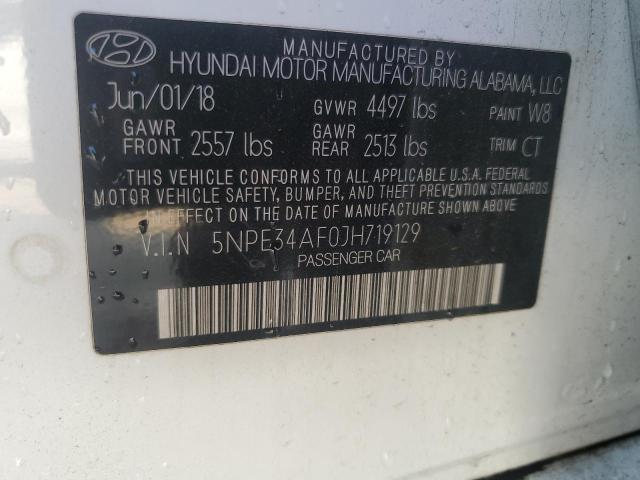 MANUFACTURED BY
HYUNDAI MOTOR MANUFACTURING ALABAMA, LLC
Jun/01/18 GVWR 4497 lbs PAINT W8
GAWR FRONT 2557 lbs GAWR REAR 2513 lbs TRIM CT
THIS VEHICLE CONFORMS TO ALL APPLICABLE U.S.A. FEDERAL
MOTOR VEHICLE SAFETY, BUMPER, AND THEFT PREVENTION STANDARDS
IN EFFECT ON THE DATE OF MANUFACTURE SHOWN ABOVE.
V.I.N 5NPE34AF0JH719129
PASSENGER CAR